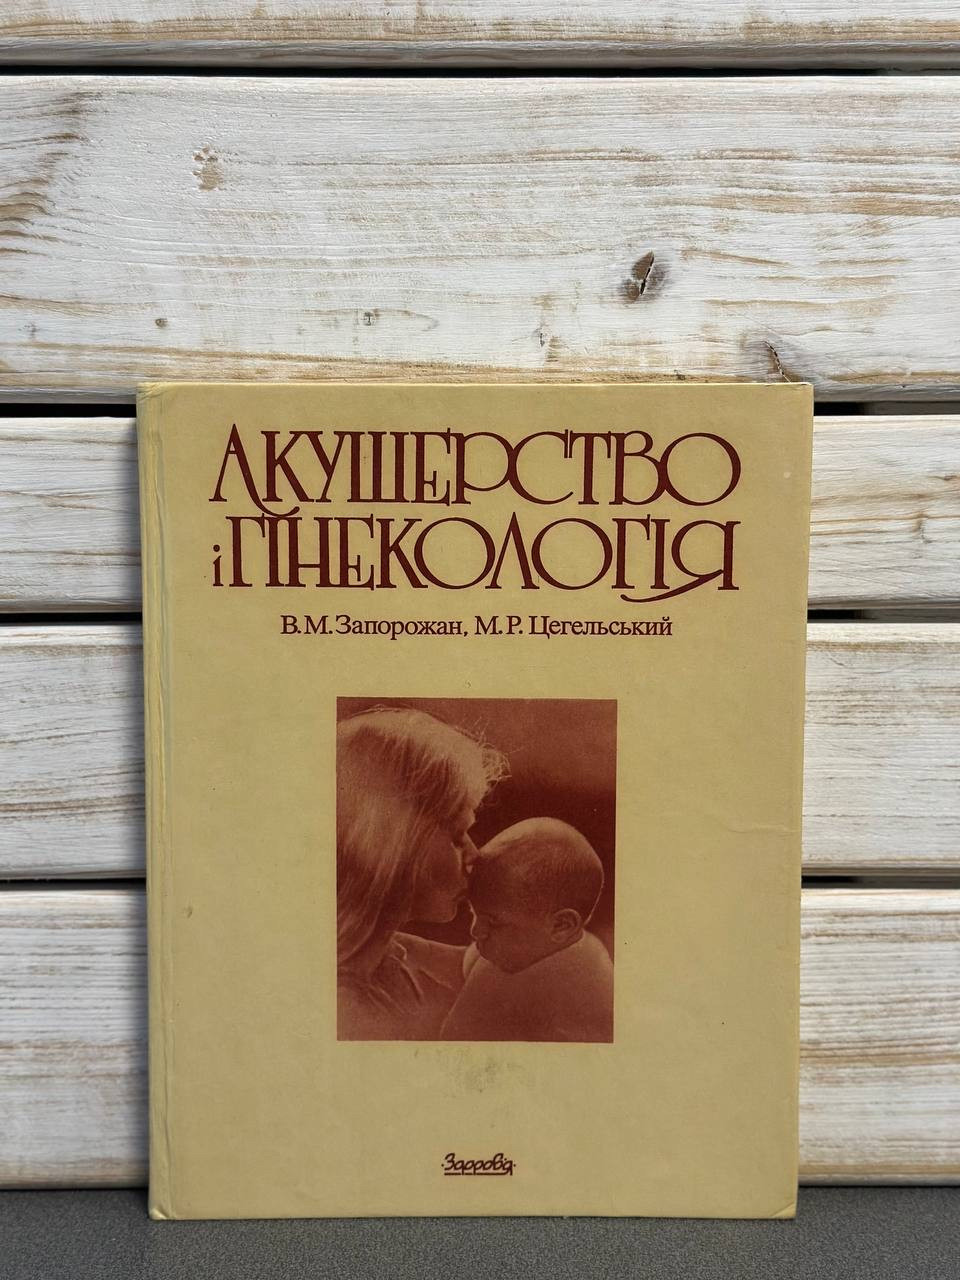 АКУШЕРСТВО
і ГІНЕКОЛОГІЯ
В. М. Запорожан, М. Р. Цегельський
Здоров'я